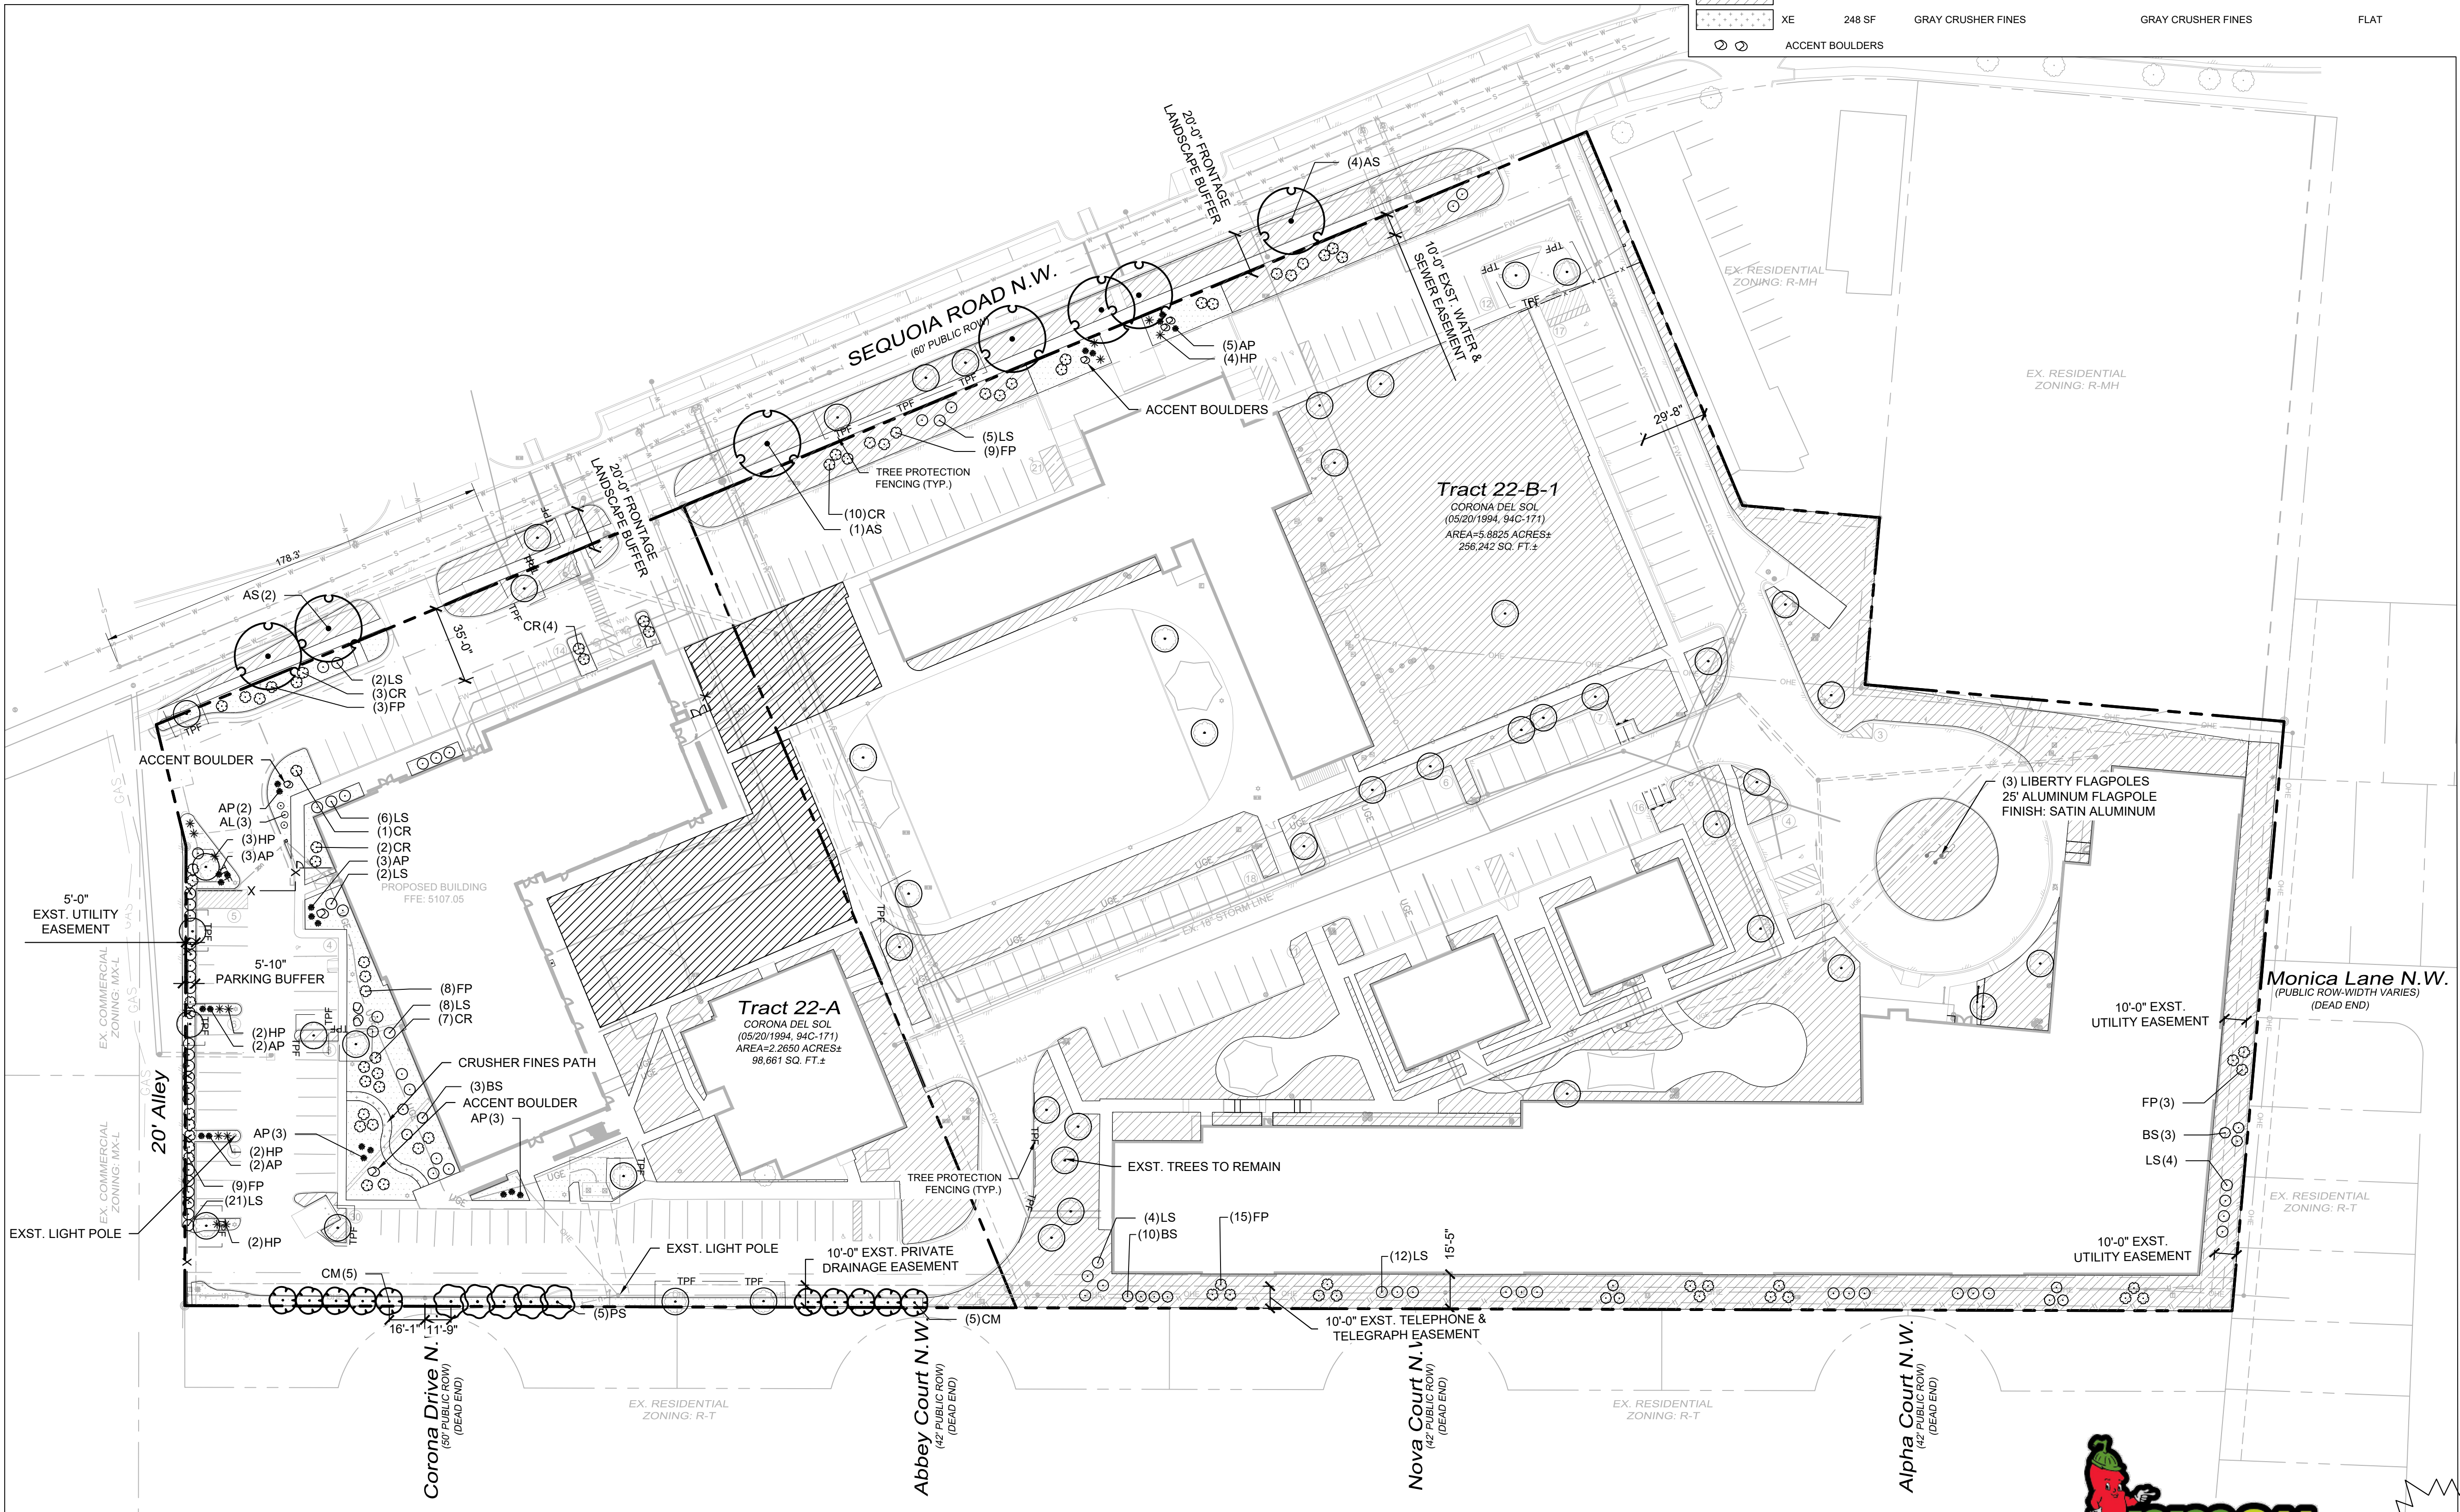 XE 248 SF GRAY CRUSHER FINES GRAY CRUSHER FINES FLAT
ACCENT BOULDERS
20'-0" FRONTAGE
LANDSCAPE BUFFER
(4)AS
10'-0" EXST. WATER &
SEWER EASEMENT
EX. RESIDENTIAL
ZONING: R-MH
EX. RESIDENTIAL
ZONING: R-MH
SEQUOIA ROAD N.W.
(60' PUBLIC ROW)
(5)AP
(4)HP
ACCENT BOULDERS
29'-8"
(5)LS
(9)FP
TREE PROTECTION
FENCING (TYP.)
(10)CR
(1)AS
20'-0" FRONTAGE
LANDSCAPE BUFFER
Tract 22-B-1
CORONA DEL SOL
(05/20/1994, 94C-171)
AREA=5.8825 ACRES±
256,242 SQ. FT.±
178.3'
AS(2)
35'-0"
CR(4)
(2)LS
(3)CR
(3)FP
ACCENT BOULDER
AP(2)
AL(3)
(3)HP
(3)AP
(6)LS
(1)CR
(2)CR
(3)AP
(2)LS
PROPOSED BUILDING
FFE: 5107.05
5'-0"
EXST. UTILITY
EASEMENT
5'-10"
PARKING BUFFER
EX. COMMERCIAL
ZONING: MX-L
(8)FP
(8)LS
(7)CR
(2)HP
(2)AP
CRUSHER FINES PATH
(3)BS
ACCENT BOULDER
AP(3)
AP(3)
20' Alley
EX. COMMERCIAL
ZONING: MX-L
(2)HP
(2)AP
(9)FP
(21)LS
EXST. LIGHT POLE
(2)HP
Tract 22-A
CORONA DEL SOL
(05/20/1994, 94C-171)
AREA=2.2650 ACRES±
98,661 SQ. FT.±
EX. 18" STORM LINE
(3) LIBERTY FLAGPOLES
25' ALUMINUM FLAGPOLE
FINISH: SATIN ALUMINUM
Monica Lane N.W.
(PUBLIC ROW-WIDTH VARIES)
(DEAD END)
10'-0" EXST.
UTILITY EASEMENT
FP(3)
BS(3)
LS(4)
EX. RESIDENTIAL
ZONING: R-T
10'-0" EXST.
UTILITY EASEMENT
EXST. TREES TO REMAIN
TREE PROTECTION
FENCING (TYP.)
(4)LS
(10)BS
(15)FP
(12)LS
15'-5"
EXST. LIGHT POLE
10'-0" EXST. PRIVATE
DRAINAGE EASEMENT
TPF TPF
CM(5)
(5)PS
(5)CM
16'-1" 11'-9"
10'-0" EXST. TELEPHONE &
TELEGRAPH EASEMENT
Corona Drive N.
(50' PUBLIC ROW)
(DEAD END)
EX. RESIDENTIAL
ZONING: R-T
Abbey Court N.W.
(42' PUBLIC ROW)
(DEAD END)
Nova Court N.W
(42' PUBLIC ROW)
(DEAD END)
EX. RESIDENTIAL
ZONING: R-T
Alpha Court N.W.
(42' PUBLIC ROW)
(DEAD END)